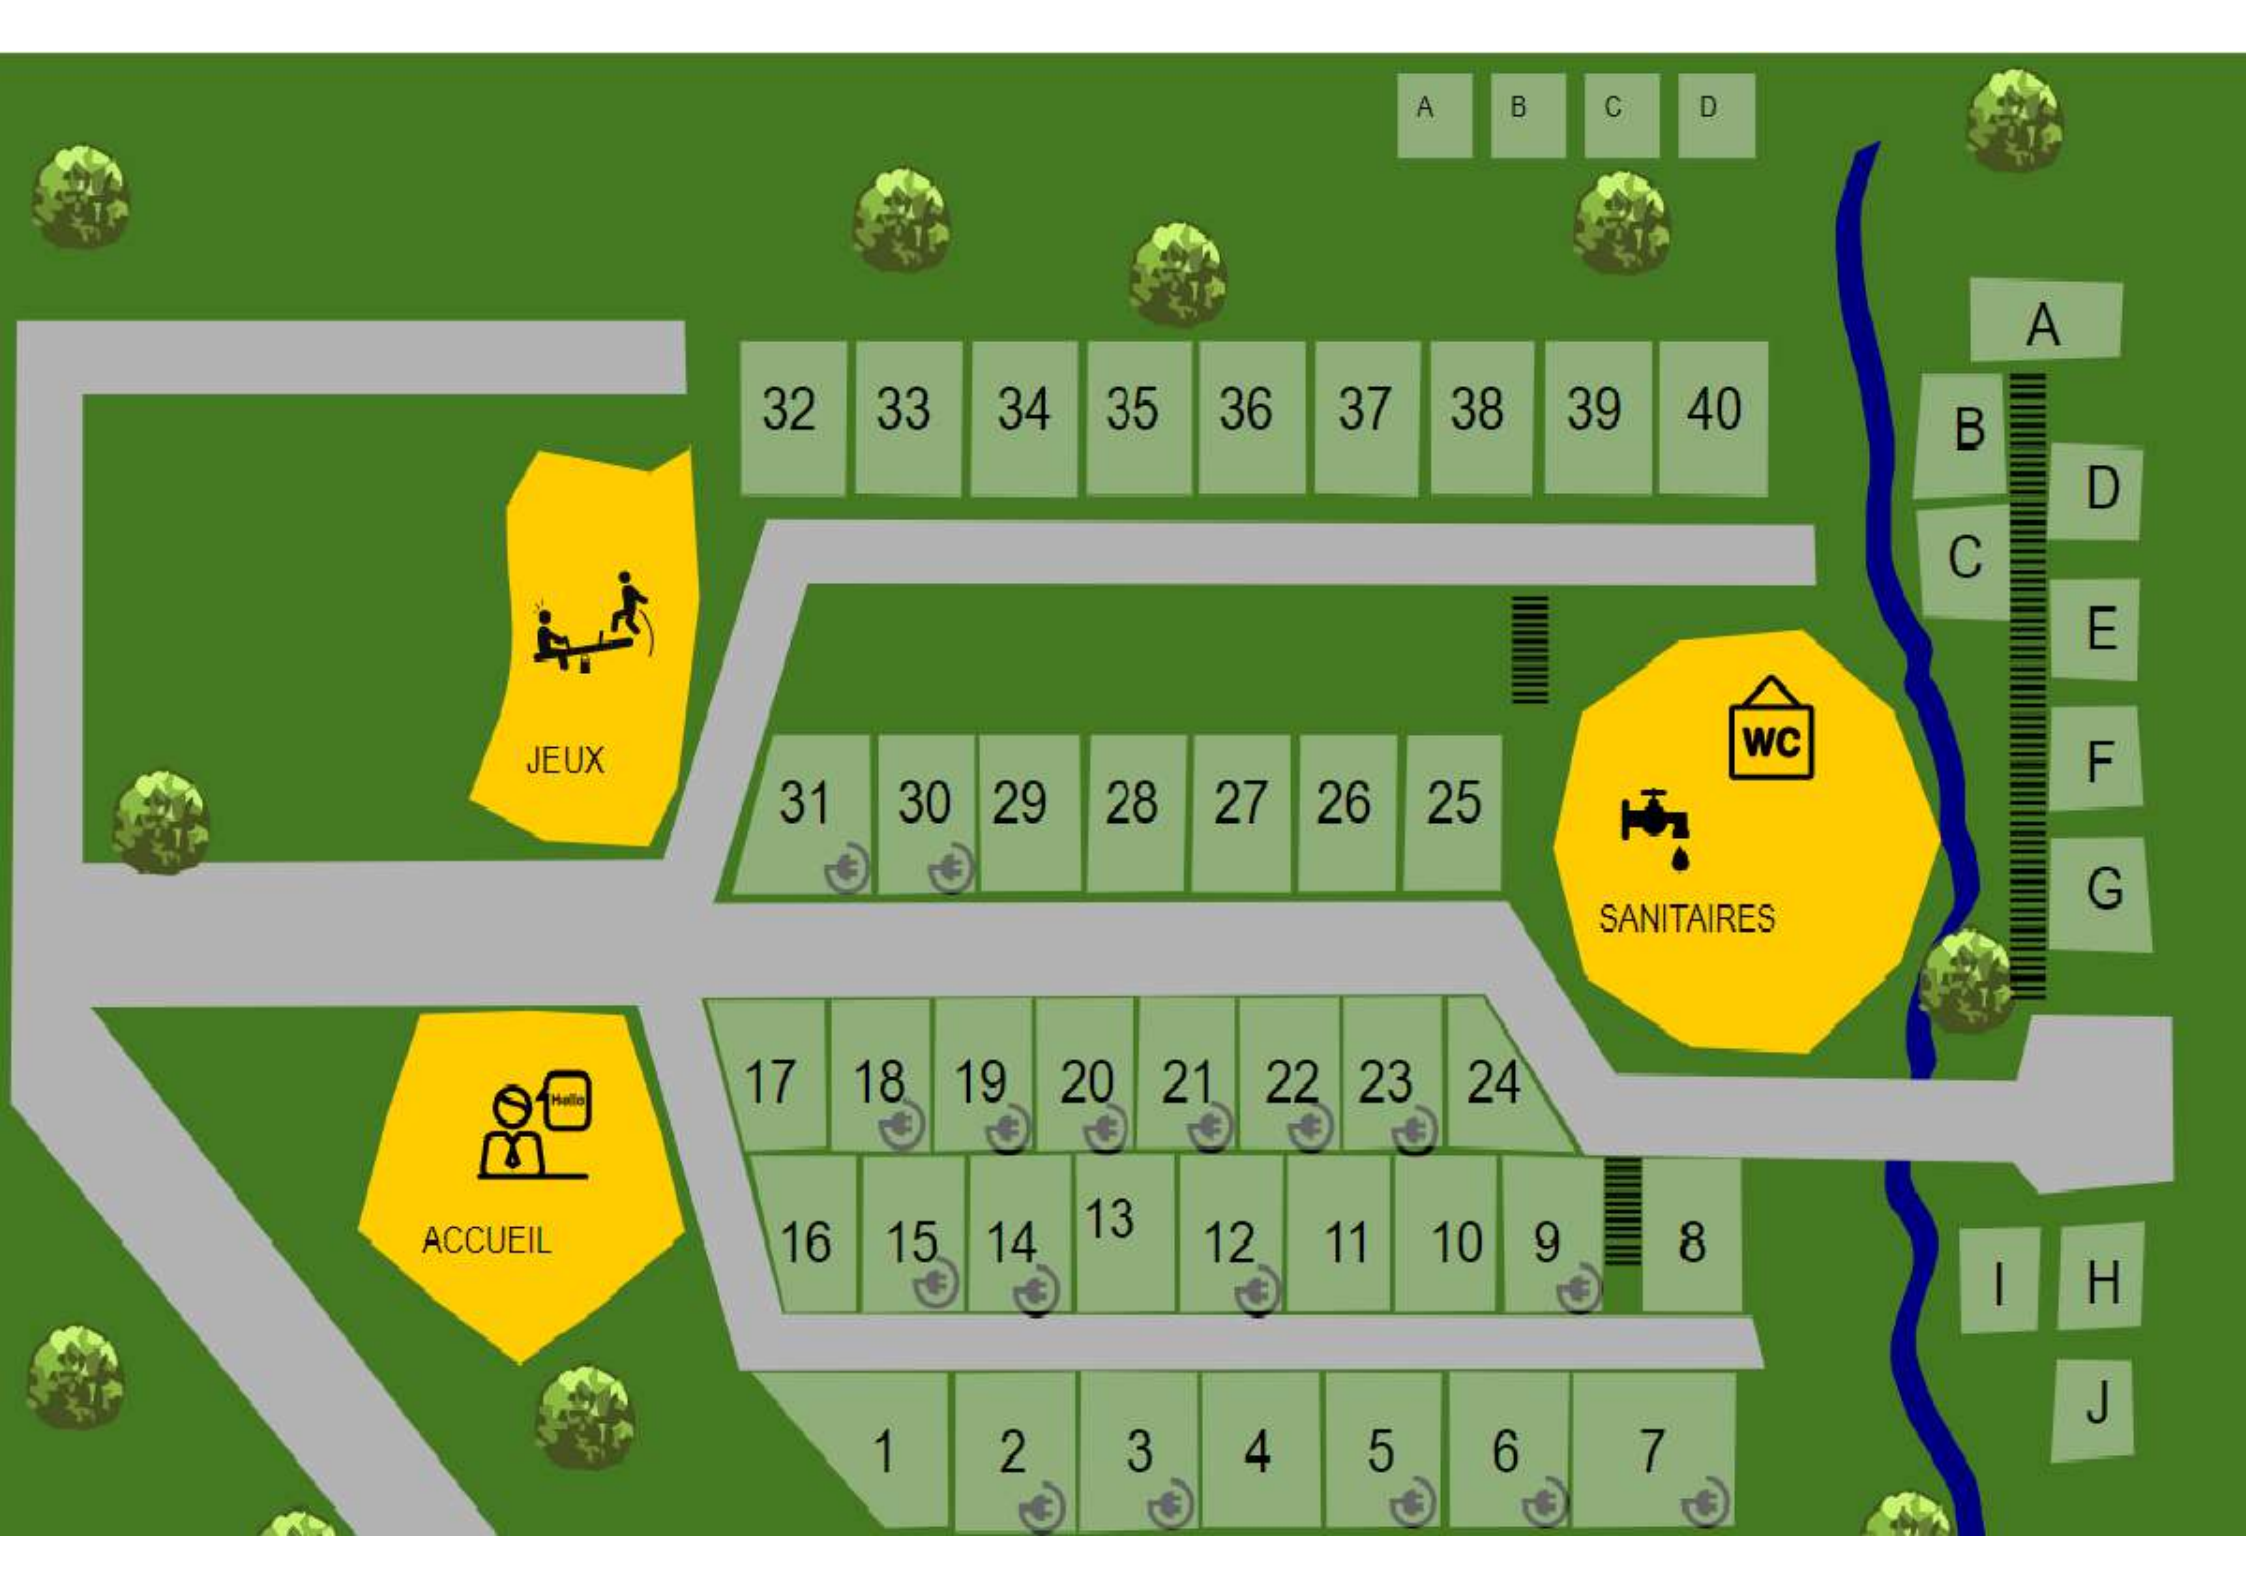 A B C D
A
32 33 34 35 36 37 38 39 40
B
D
C
E
WC
JEUX
F
31 30 29 28 27 26 25
G
SANITAIRES
17 18 19 20 21 22 23 24
Hello
ACCUEIL
16 15 14 13 12 11 10 9 8
I H
J
1 2 3 4 5 6 7